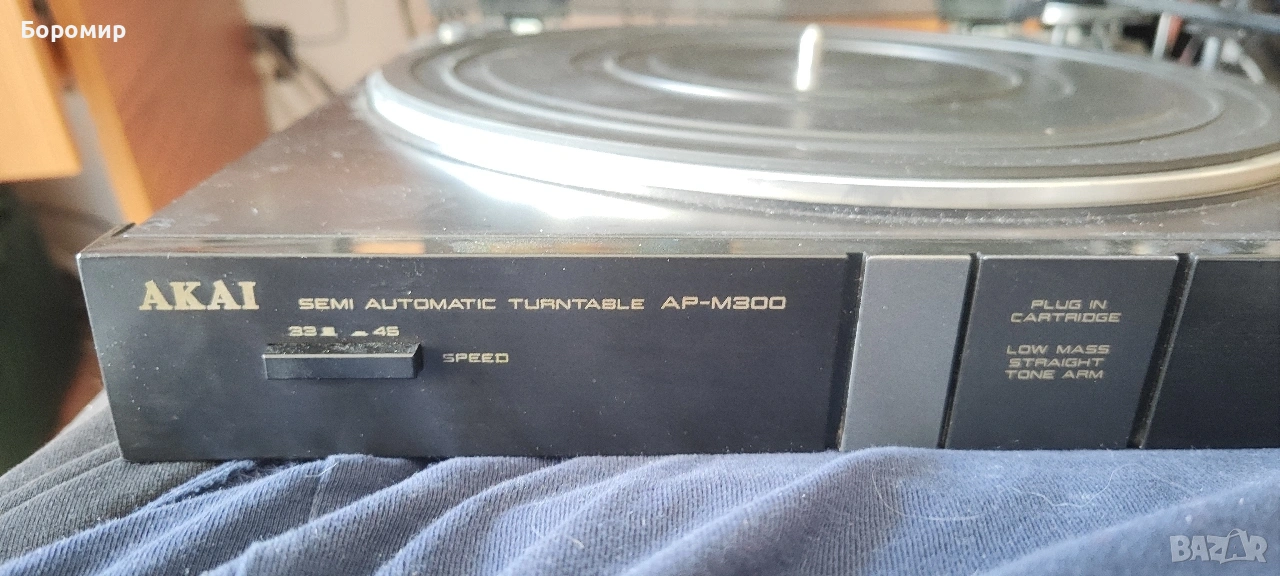 Боромир
AKAI SEMI AUTOMATIC TURNTABLE AP-M300
33 45
SPEED
PLUG IN
CARTRIDGE
LOW MASS
STRAIGHT
TONE ARM
BAZAR